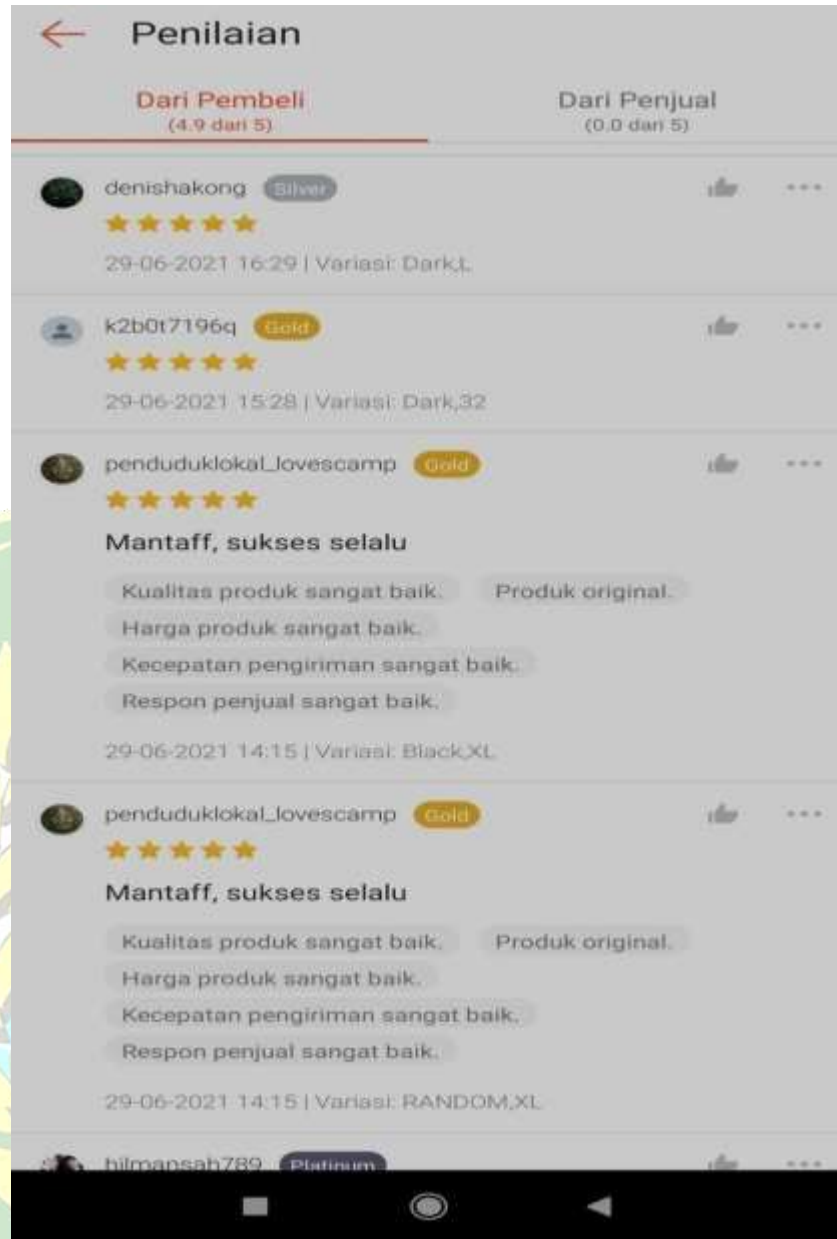 Penilaian
Dari Pembeli
(4.9 dari 5)
Dari Penjual
(0.0 dari 5)
denishakong Silver
29-06-2021 16:29 | Variasi: Dark,L
k2b0t7196q Gold
29-06-2021 15:28 | Variasi: Dark,32
penduduklokal_lovescamp Gold
Mantaff, sukses selalu
Kualitas produk sangat baik. Produk original.
Harga produk sangat baik.
Kecepatan pengiriman sangat baik.
Respon penjual sangat baik.
29-06-2021 14:15 | Variasi: Black,XL
penduduklokal_lovescamp Gold
Mantaff, sukses selalu
Kualitas produk sangat baik. Produk original.
Harga produk sangat baik.
Kecepatan pengiriman sangat baik.
Respon penjual sangat baik.
29-06-2021 14:15 | Variasi: RANDOM,XL
hilmansah789 Platinum